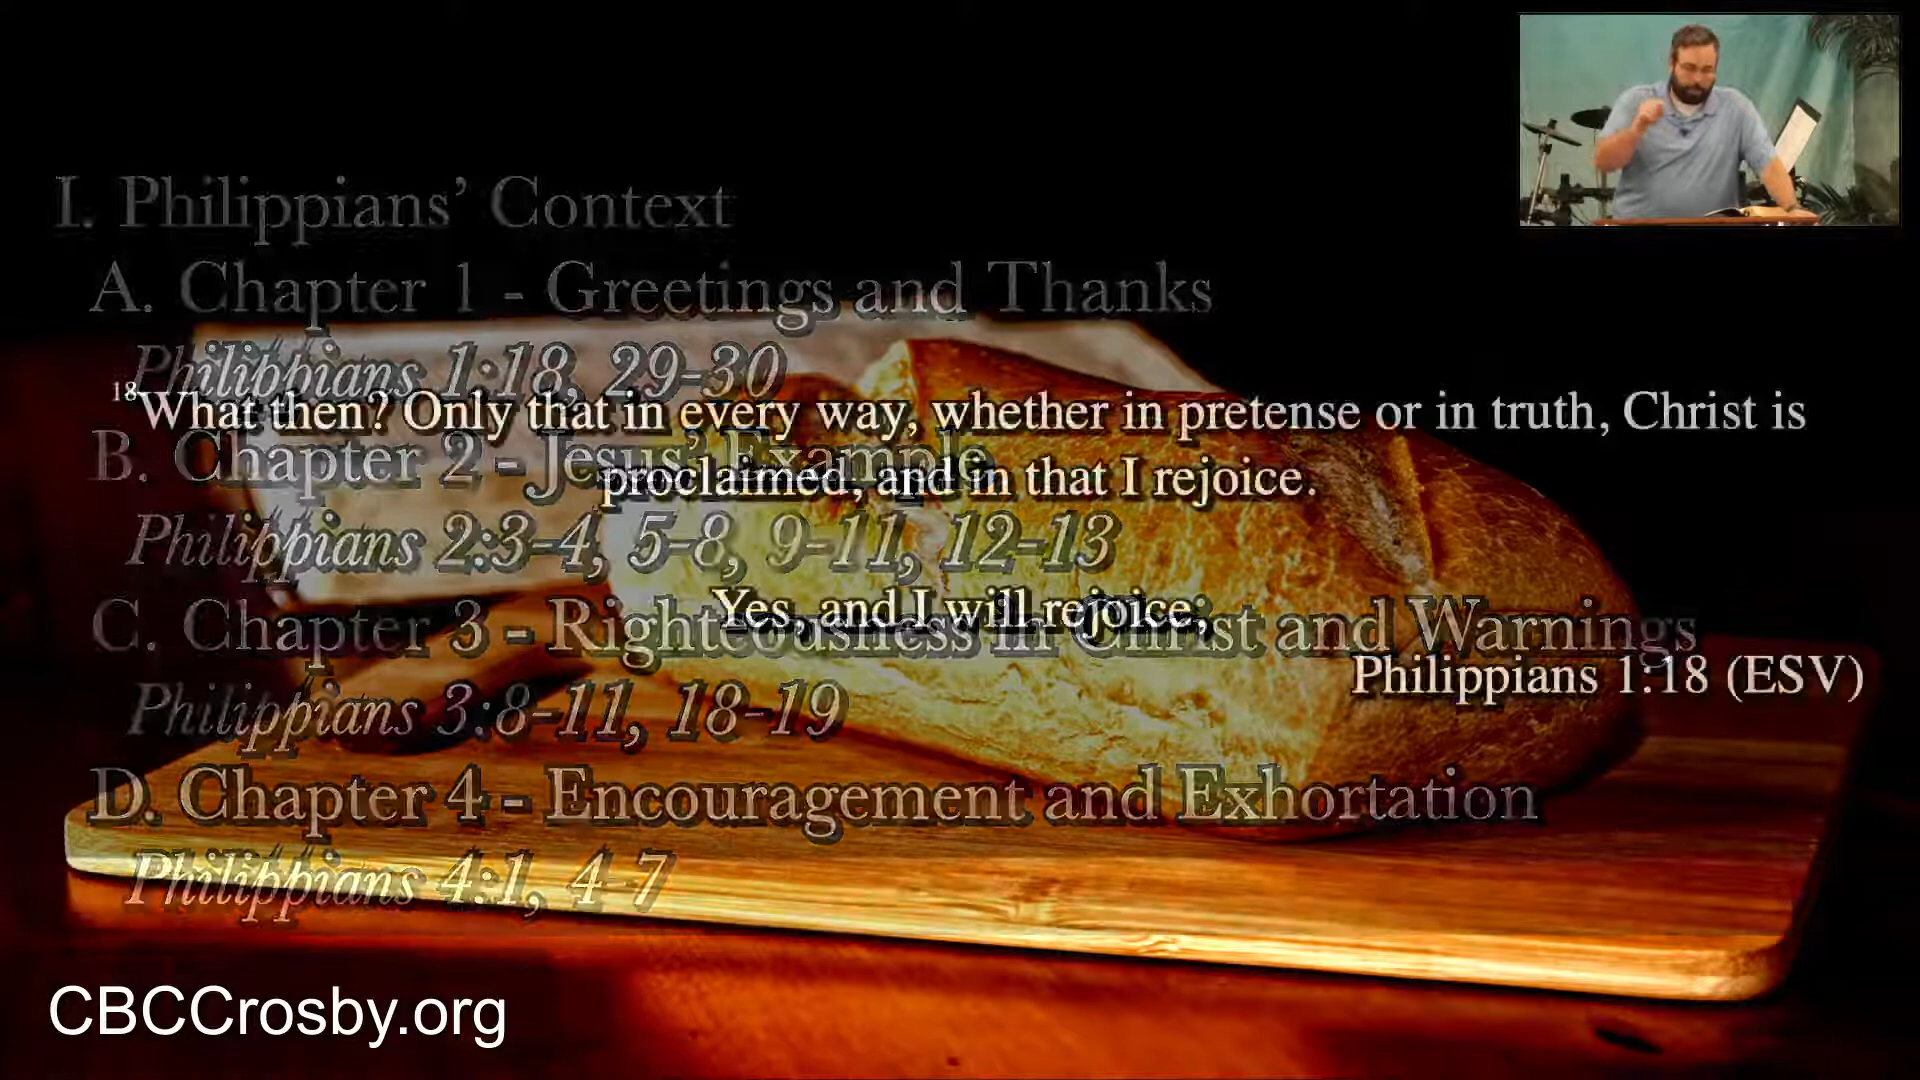 I. Philippians’ Context
A. Chapter 1 - Greetings and Thanks
Philippians 1:18, 29-30
18What then? Only that in every way, whether in pretense or in truth, Christ is
B. Chapter 2 - Jesus’ Example
proclaimed, and in that I rejoice.
Philippians 2:3-4, 5-8, 9-11, 12-13
Yes, and I will rejoice,
C. Chapter 3 - Righteousness in Christ and Warnings
Philippians 1:18 (ESV)
Philippians 3:8-11, 18-19
D. Chapter 4 - Encouragement and Exhortation
Philippians 4:1, 4-7
CBCCrosby.org